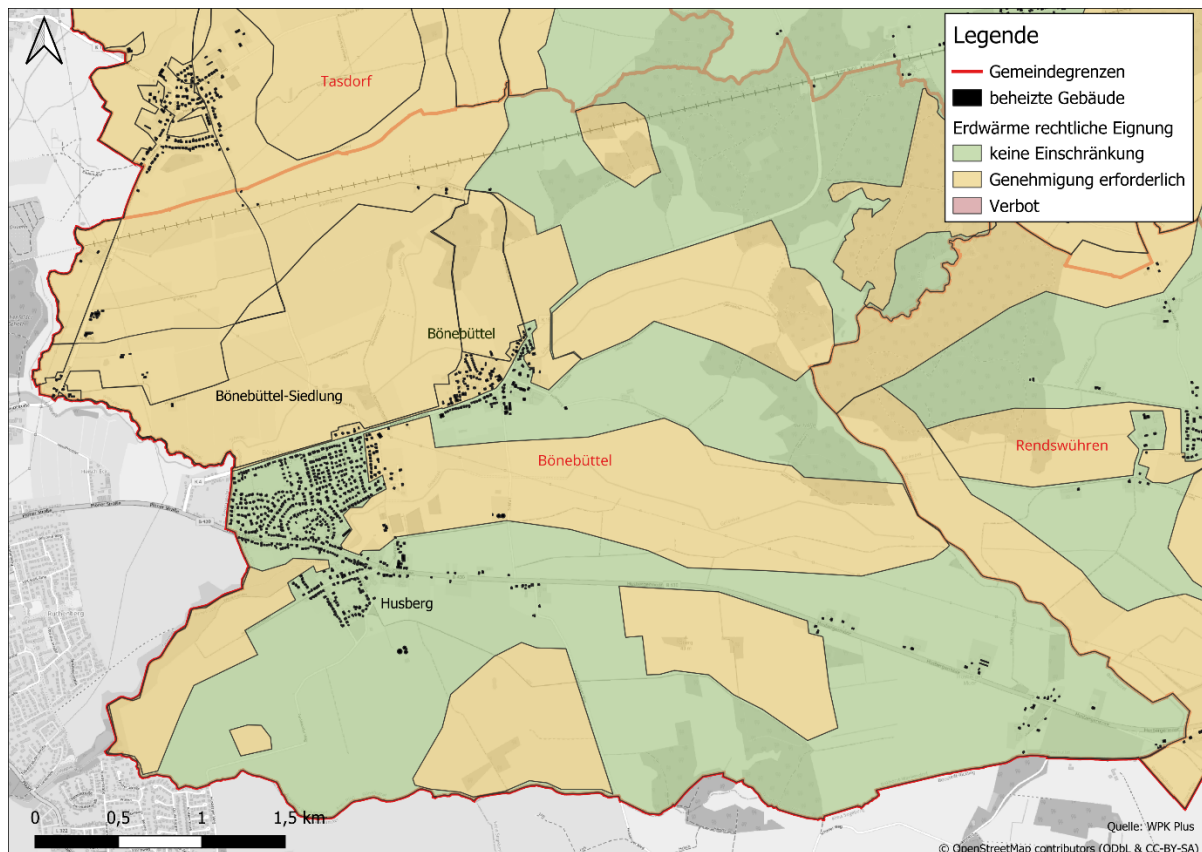 Legende
Gemeindegrenzen
beheizte Gebäude
Erdwärme rechtliche Eignung
keine Einschränkung
Genehmigung erforderlich
Verbot
Tasdorf
Bönebüttel
Bönebüttel-Siedlung
Bönebüttel
Rendswühren
Husberg
0 0,5 1 1,5 km
Quelle: WPK Plus
© OpenStreetMap contributors (ODbL & CC-BY-SA)